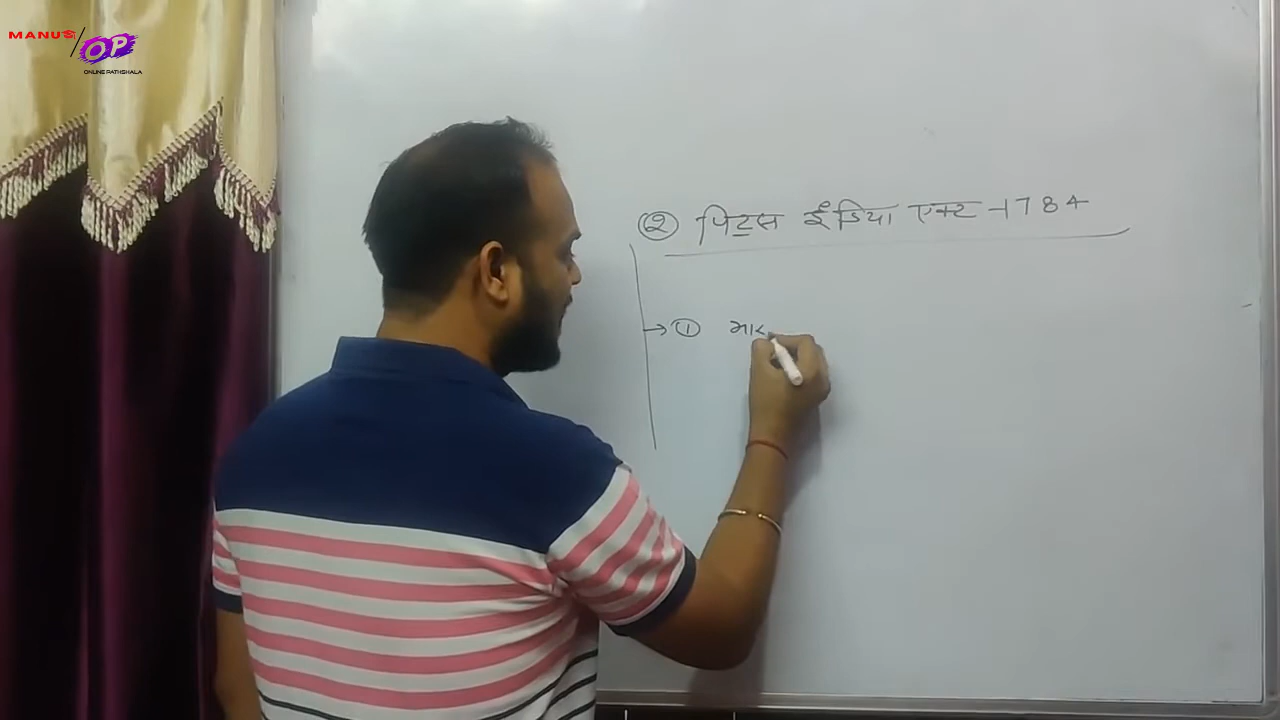 MANUS
OP
ONLINE PATHSHALA
② पिट्स इंडिया एक्ट -1784
→ ① भार